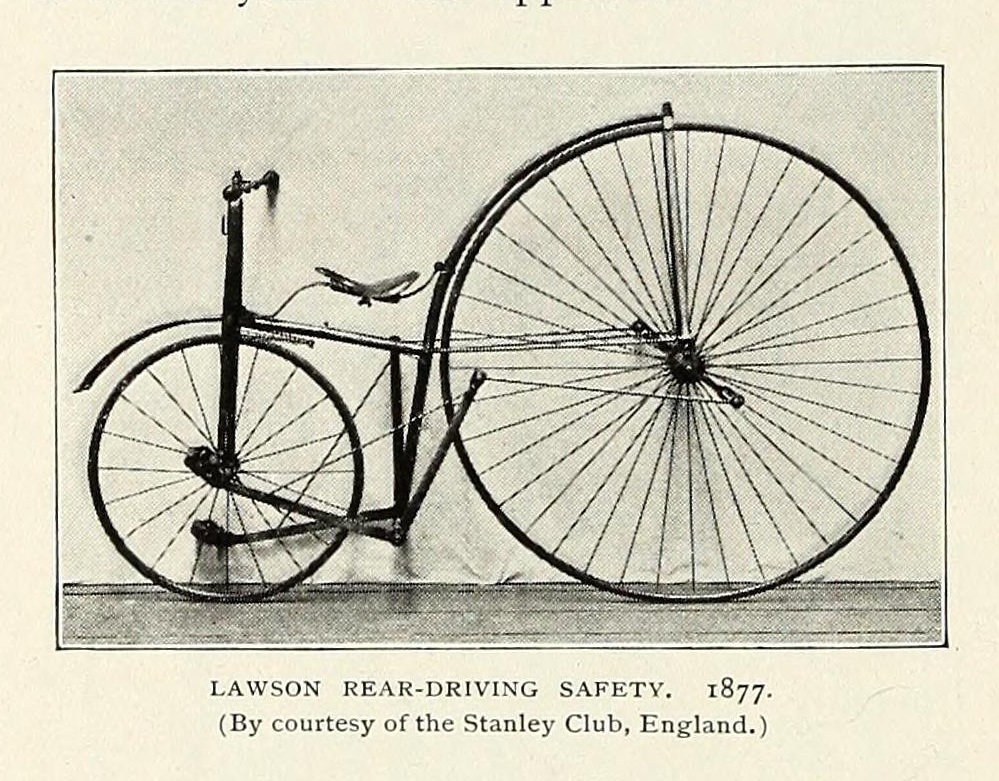 LAWSON REAR-DRIVING SAFETY. 1877.
(By courtesy of the Stanley Club, England.)